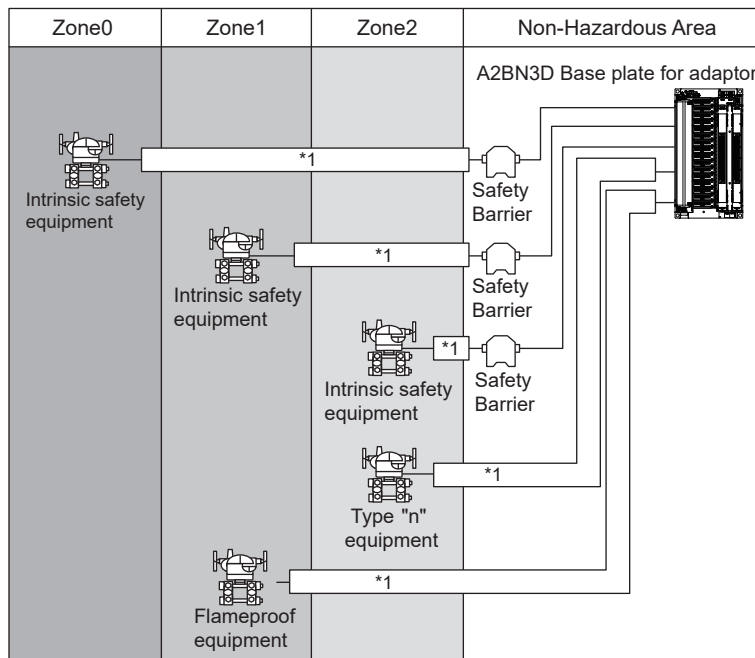 Zone0 Zone1 Zone2 Non-Hazardous Area
A2BN3D Base plate for adaptor
*1
Intrinsic safety
equipment
Safety
Barrier
*1
Intrinsic safety
equipment
Safety
Barrier
*1
Intrinsic safety
equipment
Safety
Barrier
*1
Type "n"
equipment
*1
Flameproof
equipment